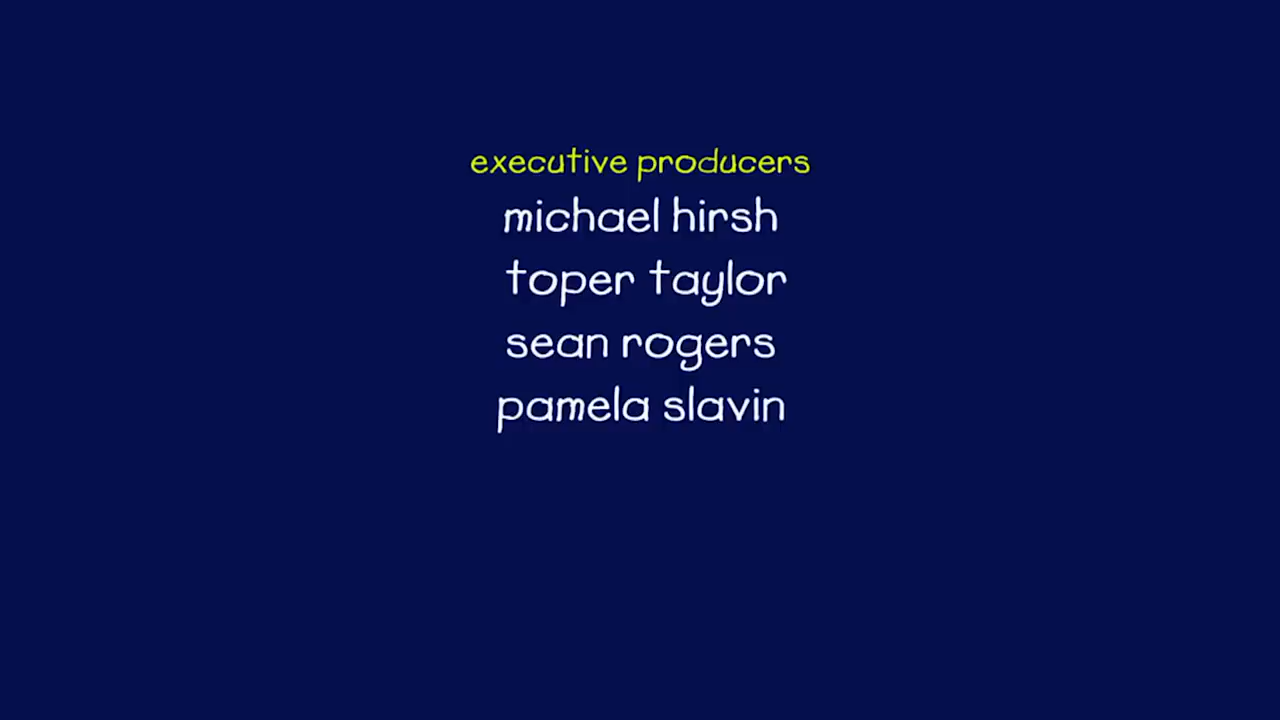 executive producers
michael hirsh
toper taylor
sean rogers
pamela slavin